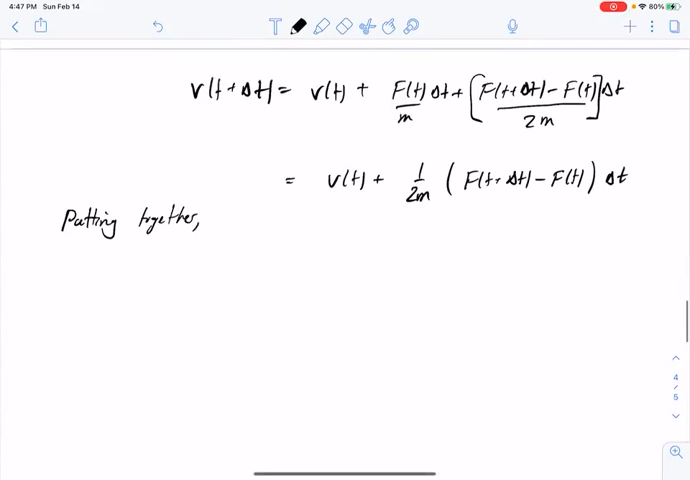 4:47 PM Sun Feb 14
80%
v(t+Δt) = v(t) + F(t)/m Δt + [F(t+Δt) − F(t)/2m] Δt
= v(t) + 1/2m (F(t+Δt) − F(t)) Δt
Putting together,
4
/
5